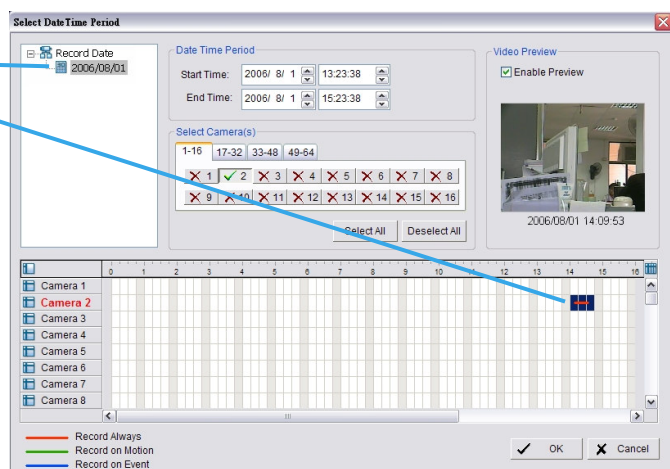 Select DateTime Period
Record Date
2006/08/01
Date Time Period
Start Time: 2006/ 8/ 1 13:23:38
End Time: 2006/ 8/ 1 15:23:38
Select Camera(s)
1-16 17-32 33-48 49-64
1 2 3 4 5 6 7 8
9 10 11 12 13 14 15 16
Select All Deselect All
Video Preview
Enable Preview
2006/08/01 14:09:53
0 1 2 3 4 5 6 7 8 9 10 11 12 13 14 15 16
Camera 1
Camera 2
Camera 3
Camera 4
Camera 5
Camera 6
Camera 7
Camera 8
Record Always
Record on Motion
Record on Event
OK Cancel